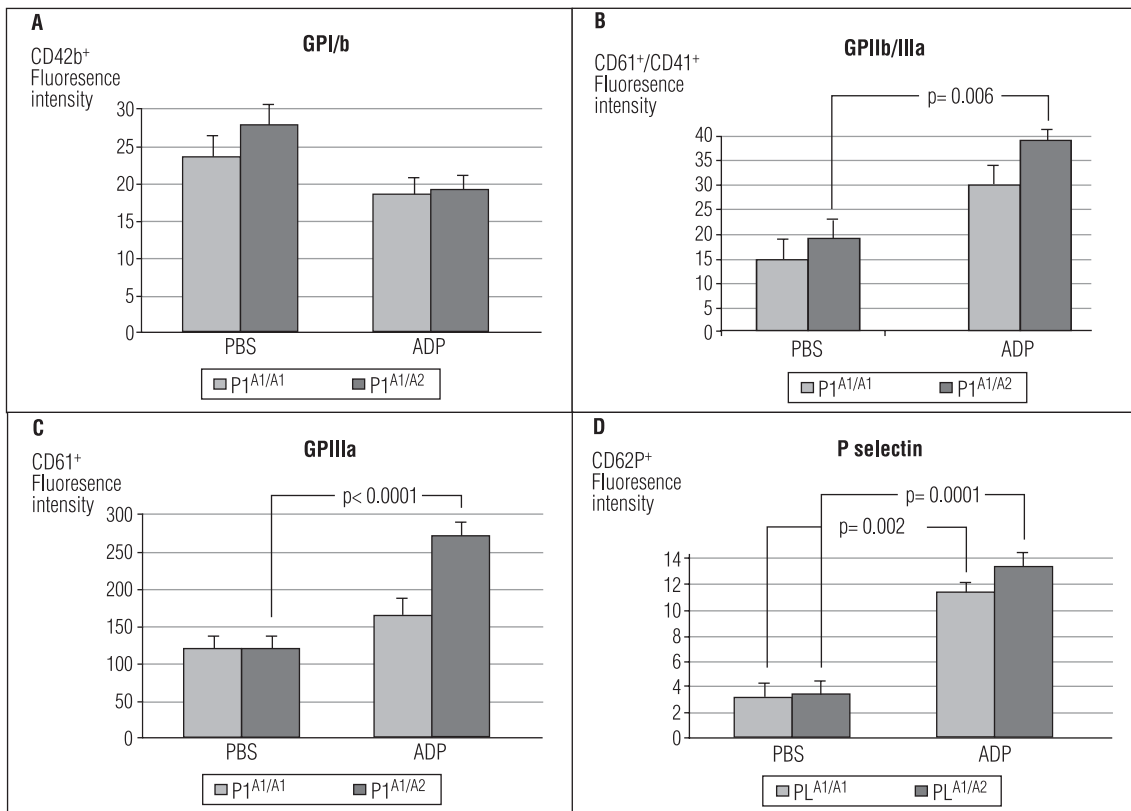 A
GPI/b
CD42b+
Fluoresence
intensity
30
25
20
15
10
5
0
PBS ADP
P1A1/A1 P1A1/A2
B
GPIIb/IIIa
CD61+/CD41+
Fluoresence
intensity
p= 0.006
40
35
30
25
20
15
10
5
0
PBS ADP
P1A1/A1 P1A1/A2
C
GPIIIa
CD61+
Fluoresence
intensity
p< 0.0001
300
250
200
150
100
50
0
PBS ADP
P1A1/A1 P1A1/A2
D
P selectin
CD62P+
Fluoresence
intensity
p= 0.0001
p= 0.002
14
12
10
8
6
4
2
0
PBS ADP
PLA1/A1 PLA1/A2